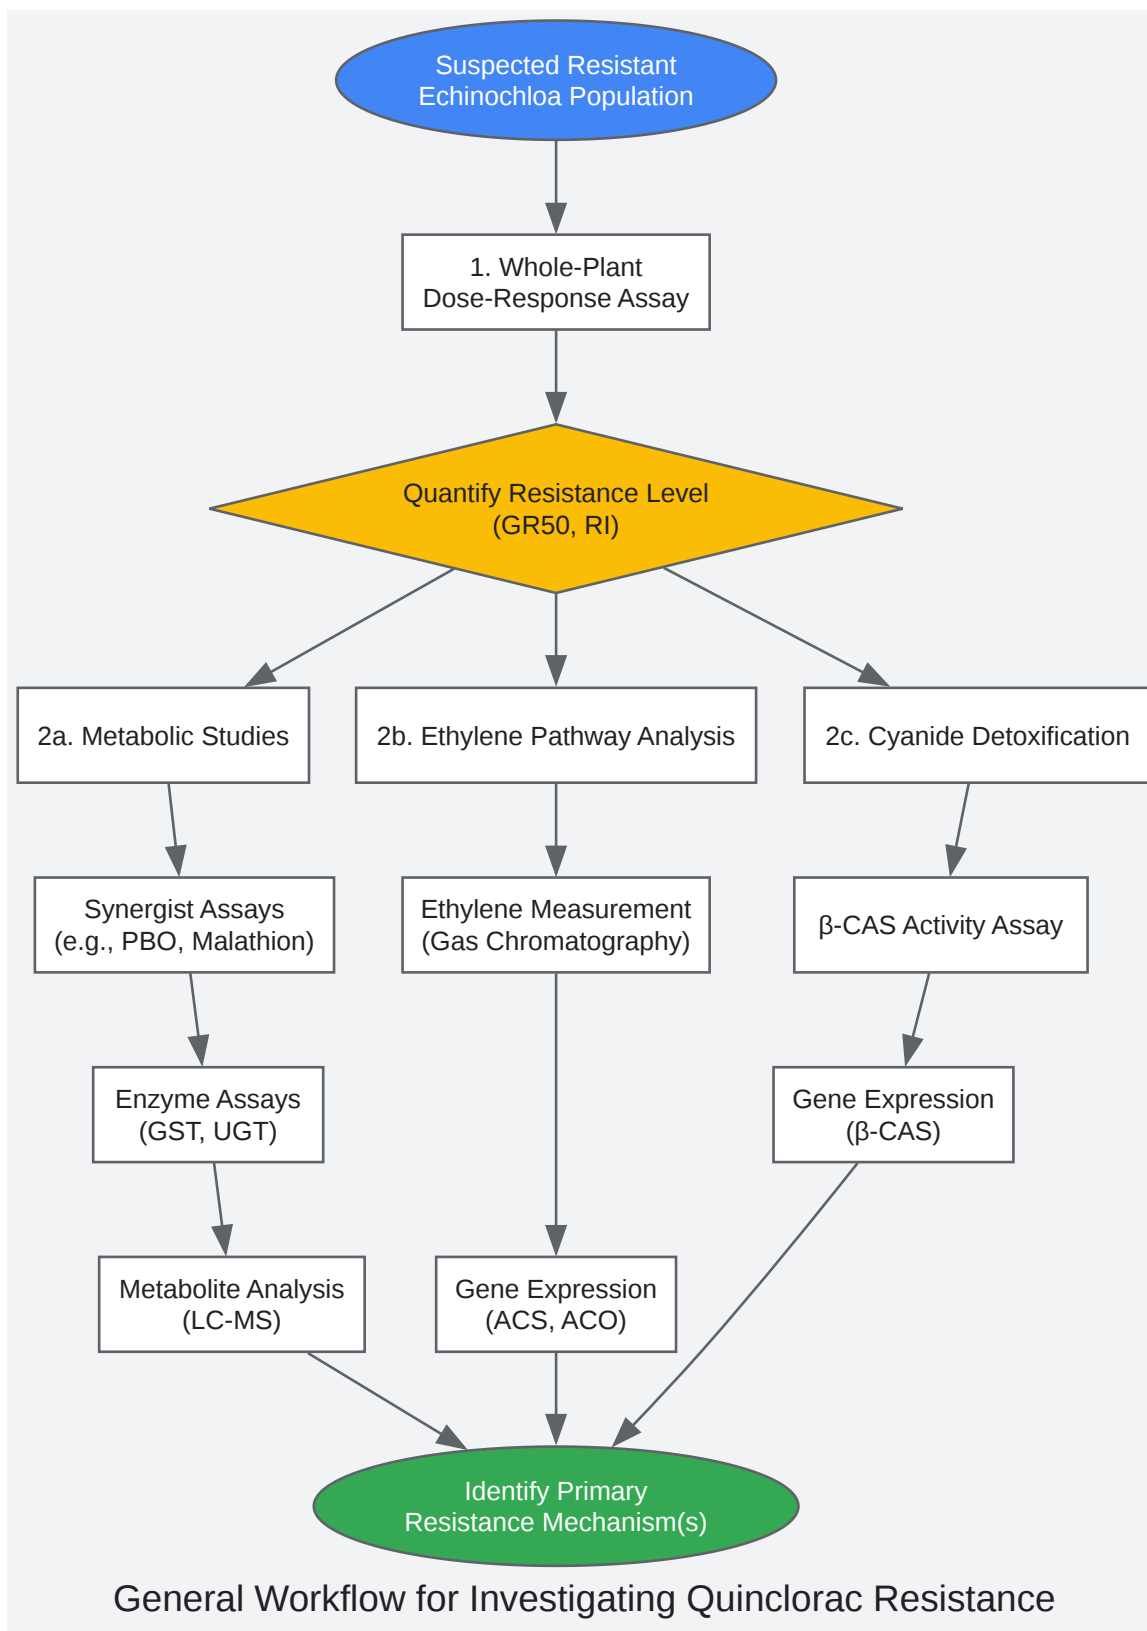 Suspected Resistant
Echinochloa Population
1. Whole-Plant
Dose-Response Assay
Quantify Resistance Level
(GR50, RI)
2a. Metabolic Studies
2b. Ethylene Pathway Analysis
2c. Cyanide Detoxification
Synergist Assays
(e.g., PBO, Malathion)
Ethylene Measurement
(Gas Chromatography)
β-CAS Activity Assay
Enzyme Assays
(GST, UGT)
Gene Expression
(β-CAS)
Metabolite Analysis
(LC-MS)
Gene Expression
(ACS, ACO)
Identify Primary
Resistance Mechanism(s)
General Workflow for Investigating Quinclorac Resistance